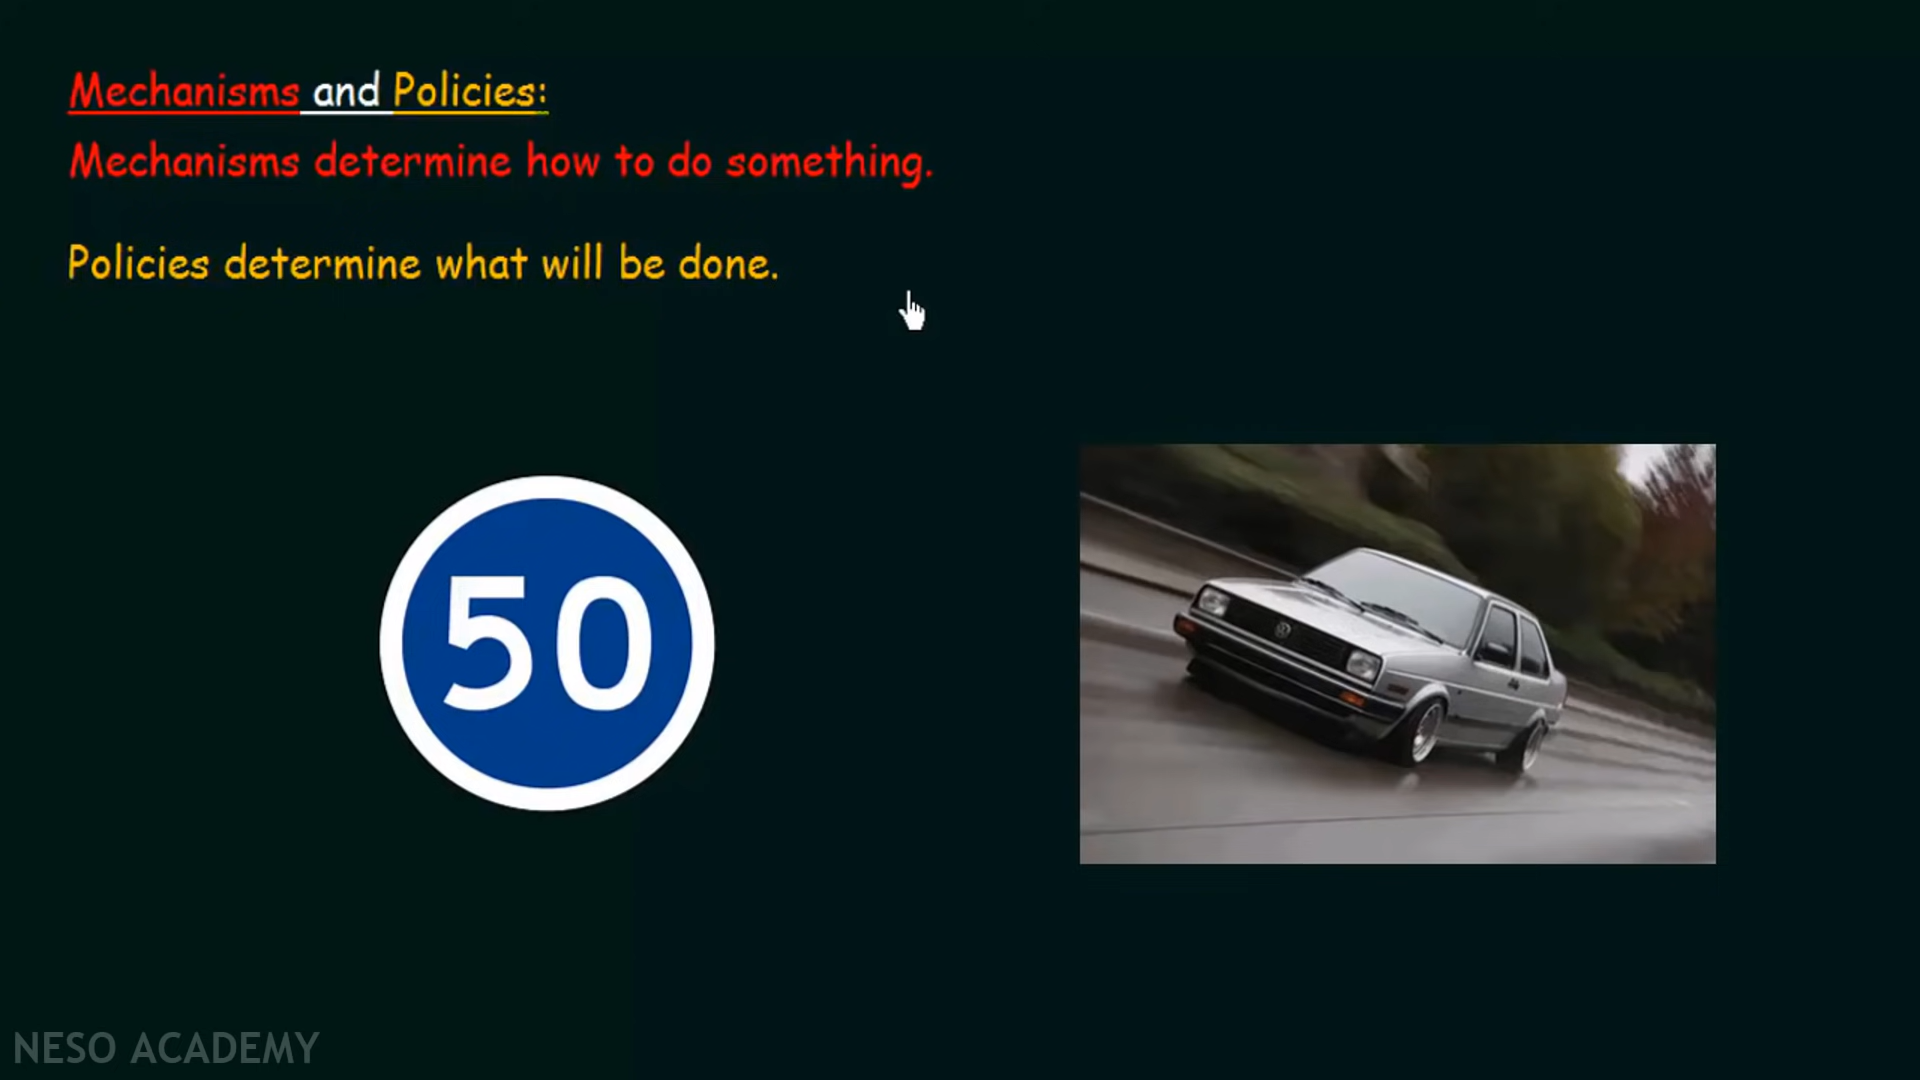 Mechanisms and Policies:
Mechanisms determine how to do something.
Policies determine what will be done.
50
NESO ACADEMY